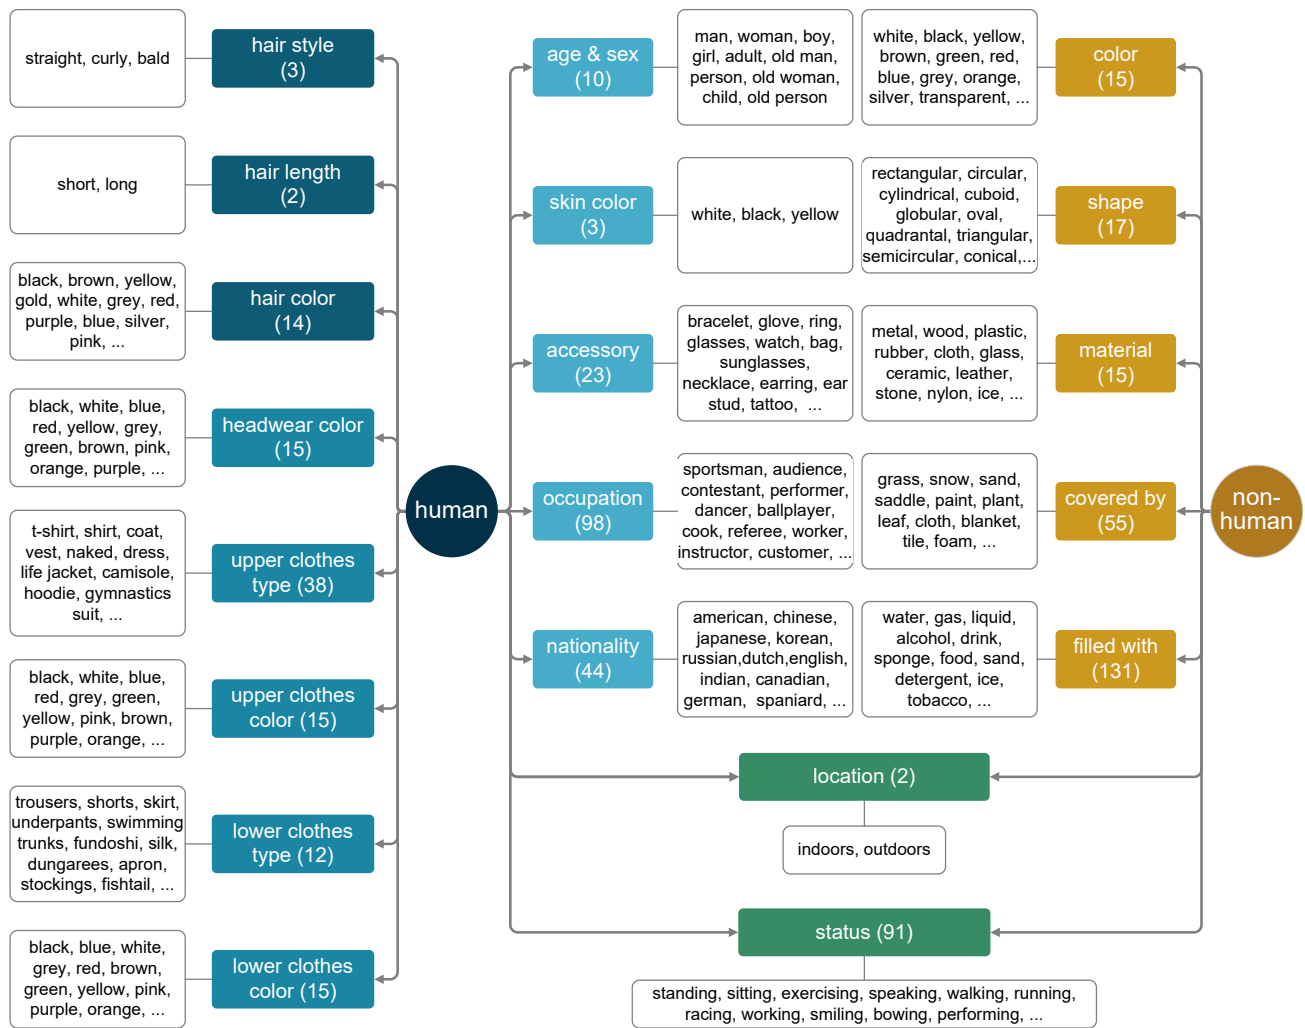 straight, curly, bald
hair style
(3)
short, long
hair length
(2)
black, brown, yellow,
gold, white, grey, red,
purple, blue, silver,
pink, ...
hair color
(14)
black, white, blue,
red, yellow, grey,
green, brown, pink,
orange, purple, ...
headwear color
(15)
t-shirt, shirt, coat,
vest, naked, dress,
life jacket, camisole,
hoodie, gymnastics
suit, ...
upper clothes
type (38)
black, white, blue,
red, grey, green,
yellow, pink, brown,
purple, orange, ...
upper clothes
color (15)
trousers, shorts, skirt,
underpants, swimming
trunks, fundoshi, silk,
dungarees, apron,
stockings, fishtail, ...
lower clothes
type (12)
black, blue, white,
grey, red, brown,
green, yellow, pink,
purple, orange, ...
lower clothes
color (15)
human
age & sex
(10)
man, woman, boy,
girl, adult, old man,
person, old woman,
child, old person
skin color
(3)
white, black, yellow
accessory
(23)
bracelet, glove, ring,
glasses, watch, bag,
sunglasses,
necklace, earring, ear
stud, tattoo, ...
occupation
(98)
sportsman, audience,
contestant, performer,
dancer, ballplayer,
cook, referee, worker,
instructor, customer, ...
nationality
(44)
american, chinese,
japanese, korean,
russian,dutch,english,
indian, canadian,
german, spaniard, ...
white, black, yellow,
brown, green, red,
blue, grey, orange,
silver, transparent, ...
color
(15)
rectangular, circular,
cylindrical, cuboid,
globular, oval,
quadrantal, triangular,
semicircular, conical,...
shape
(17)
metal, wood, plastic,
rubber, cloth, glass,
ceramic, leather,
stone, nylon, ice, ...
material
(15)
grass, snow, sand,
saddle, paint, plant,
leaf, cloth, blanket,
tile, foam, ...
covered by
(55)
water, gas, liquid,
alcohol, drink,
sponge, food, sand,
detergent, ice,
tobacco, ...
filled with
(131)
non-
human
location (2)
indoors, outdoors
status (91)
standing, sitting, exercising, speaking, walking, running,
racing, working, smiling, bowing, performing, ...